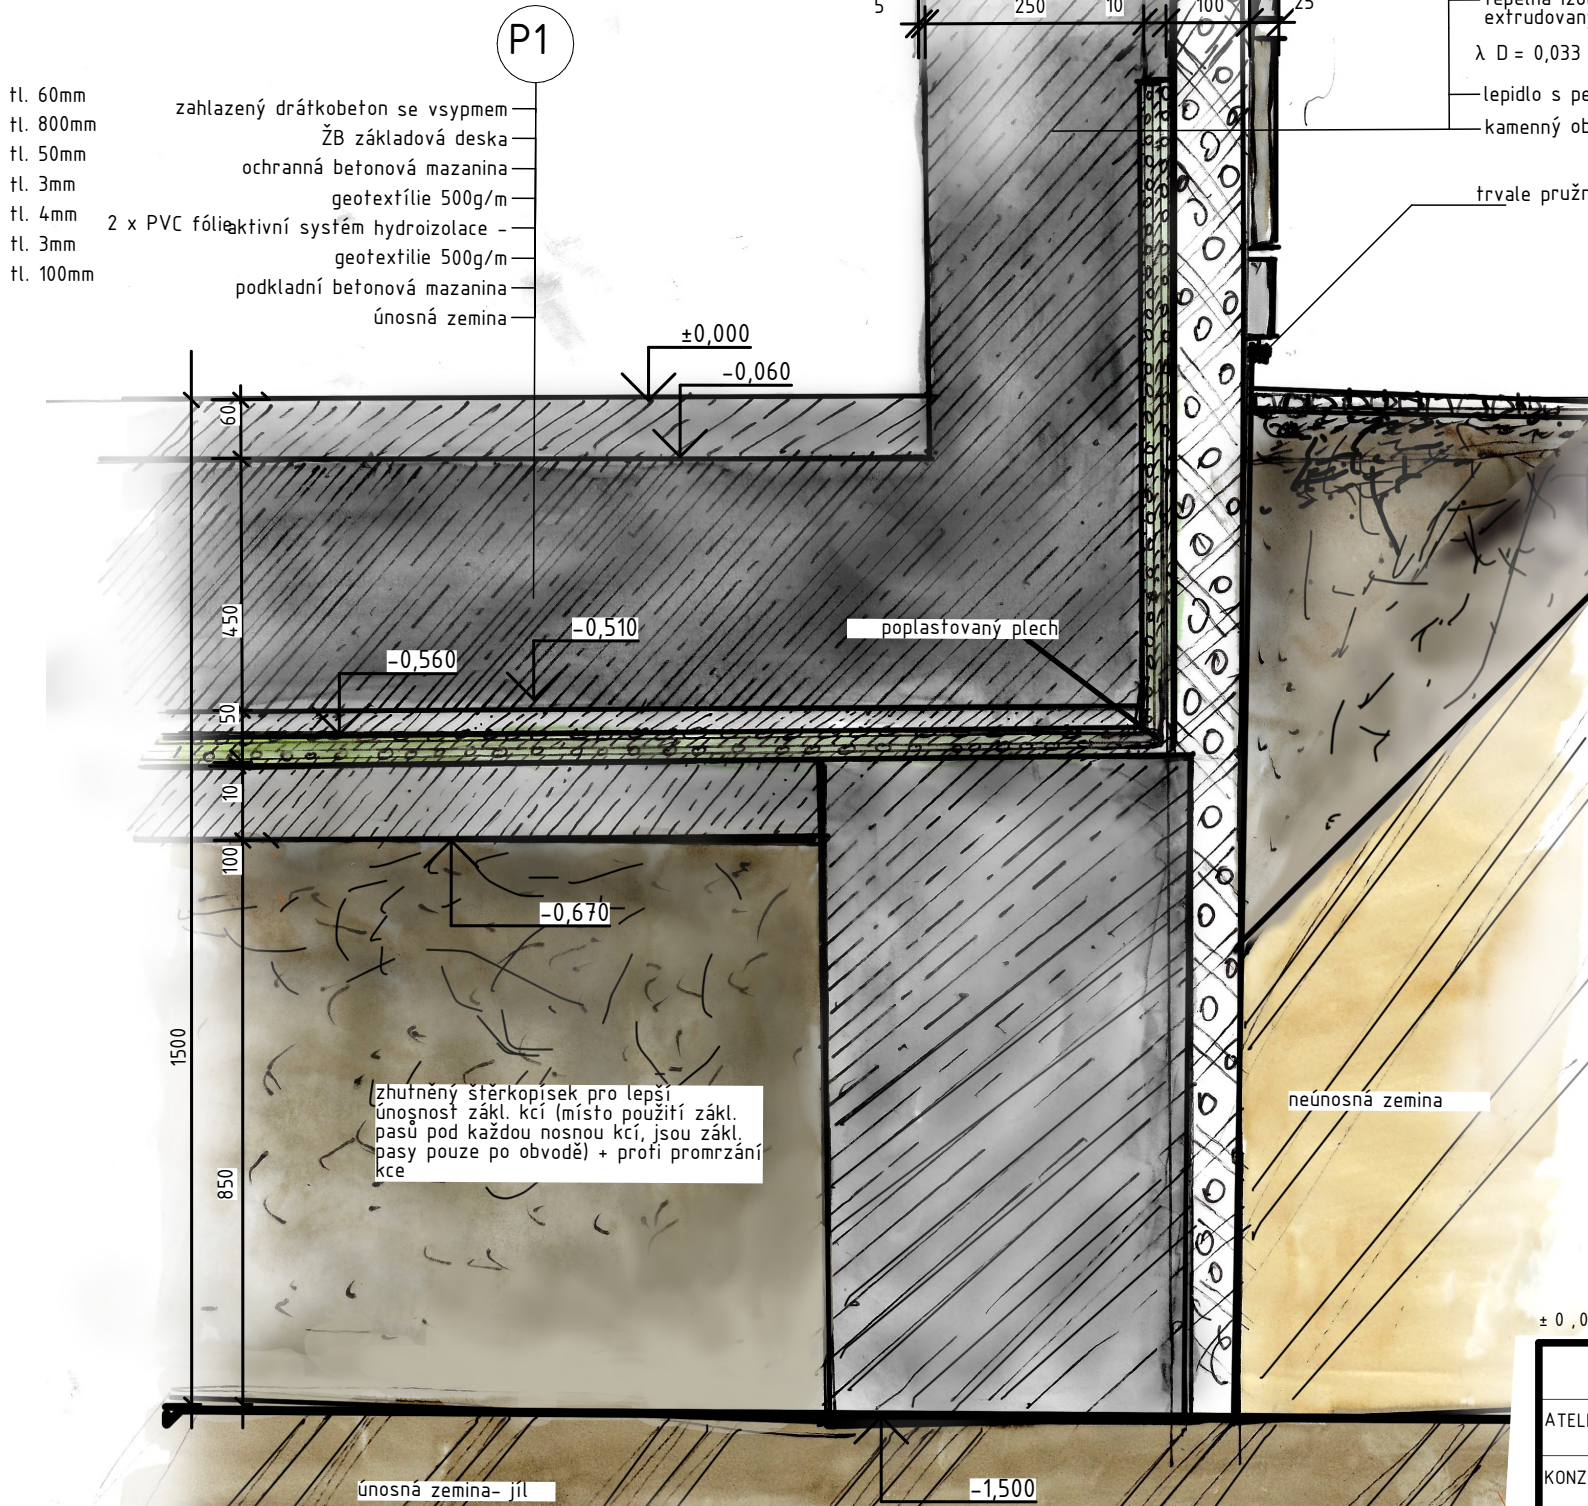 P1
5 250 10 100 25
extrudovan
λ D = 0,033
lepidlo s pe
kamenný ob
trvale pružn
tl. 60mm zahlazený drátkobeton se vsypmem
tl. 800mm ŽB základová deska
tl. 50mm ochranná betonová mazanina
tl. 3mm geotextílie 500g/m
tl. 4mm 2 x PVC fólie aktivní systém hydroizolace -
tl. 3mm geotextilie 500g/m
tl. 100mm podkladní betonová mazanina
únosná zemina
±0,000
-0,060
60
450
-0,510
-0,560
poplastovaný plech
50
10
100
-0,670
1500
850
zhutněný štěrkopísek pro lepší
únosnost zákl. kcí (místo použití zákl.
pasů pod každou nosnou kcí, jsou zákl.
pasy pouze po obvodě) + proti promrzání
kce
neúnosná zemina
únosná zemina- jíl
-1,500
± 0 ,0
ATEL
KONZ